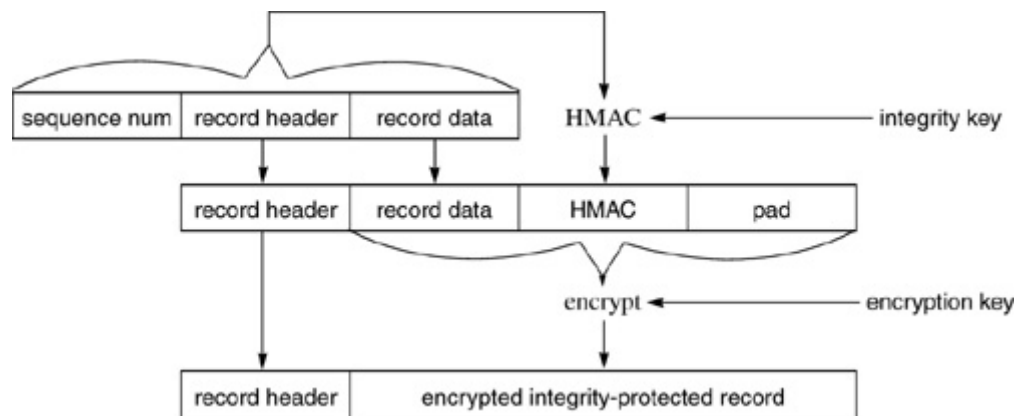 sequence num record header record data HMAC integrity key
record header record data HMAC pad
encrypt encryption key
record header encrypted integrity-protected record